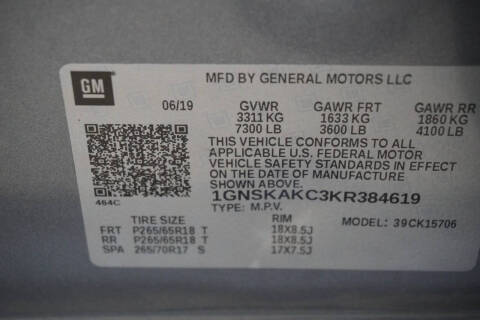 GM
MFD BY GENERAL MOTORS LLC
06/19 GVWR GAWR FRT GAWR RR
3311 KG 1633 KG 1860 KG
7300 LB 3600 LB 4100 LB
THIS VEHICLE CONFORMS TO ALL
APPLICABLE U.S. FEDERAL MOTOR
VEHICLE SAFETY STANDARDS IN EFFECT
ON THE DATE OF MANUFACTURE
SHOWN ABOVE.
464C 1GNSKAKC3KR384619
TYPE: M.P.V. MODEL: 39CK15706
TIRE SIZE RIM
FRT P265/65R18 T 18X8.5J
RR P265/65R18 T 18X8.5J
SPA 265/70R17 S 17X7.5J